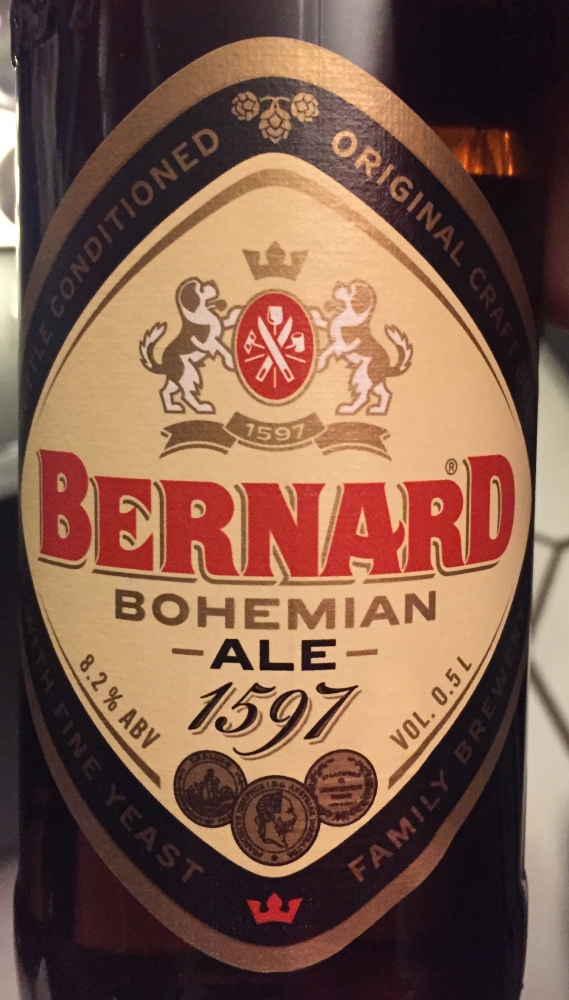 CONDITIONED
ORIGINAL CRAFT
1597
BERNARD®
BOHEMIAN
ALE
1597
8.2% ABV
VOL. 0.5 L
WITH FINE YEAST
FAMILY BREWERY